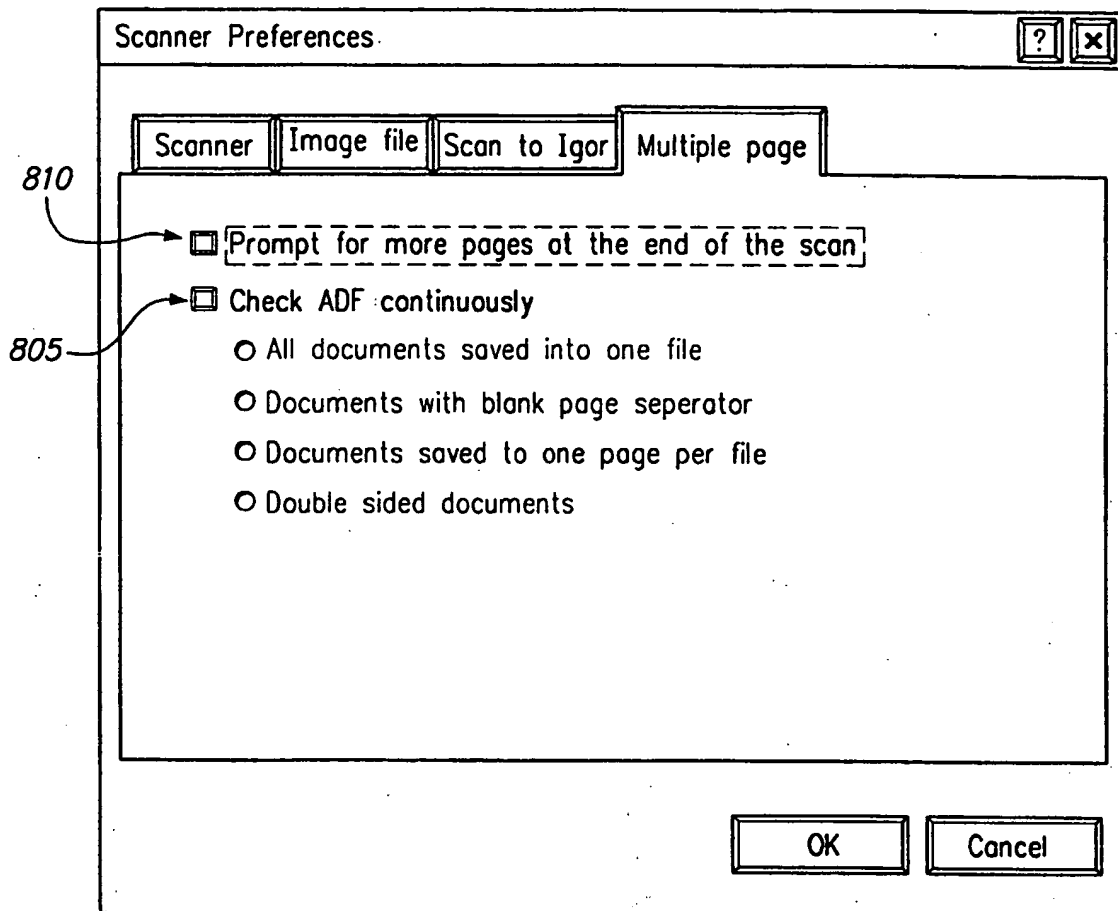 Scanner Preferences
? ×
Scanner Image file Scan to Igor Multiple page
810
Prompt for more pages at the end of the scan
805
Check ADF continuously
All documents saved into one file
Documents with blank page seperator
Documents saved to one page per file
Double sided documents
OK Cancel